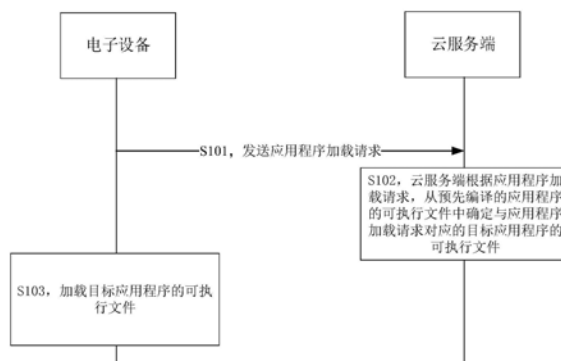 电子设备
云服务端
S101，发送应用程序加载请求
S102，云服务端根据应用程序加
载请求，从预先编译的应用程序
的可执行文件中确定与应用程序
加载请求对应的目标应用程序的
可执行文件
S103，加载目标应用程序的可执
行文件